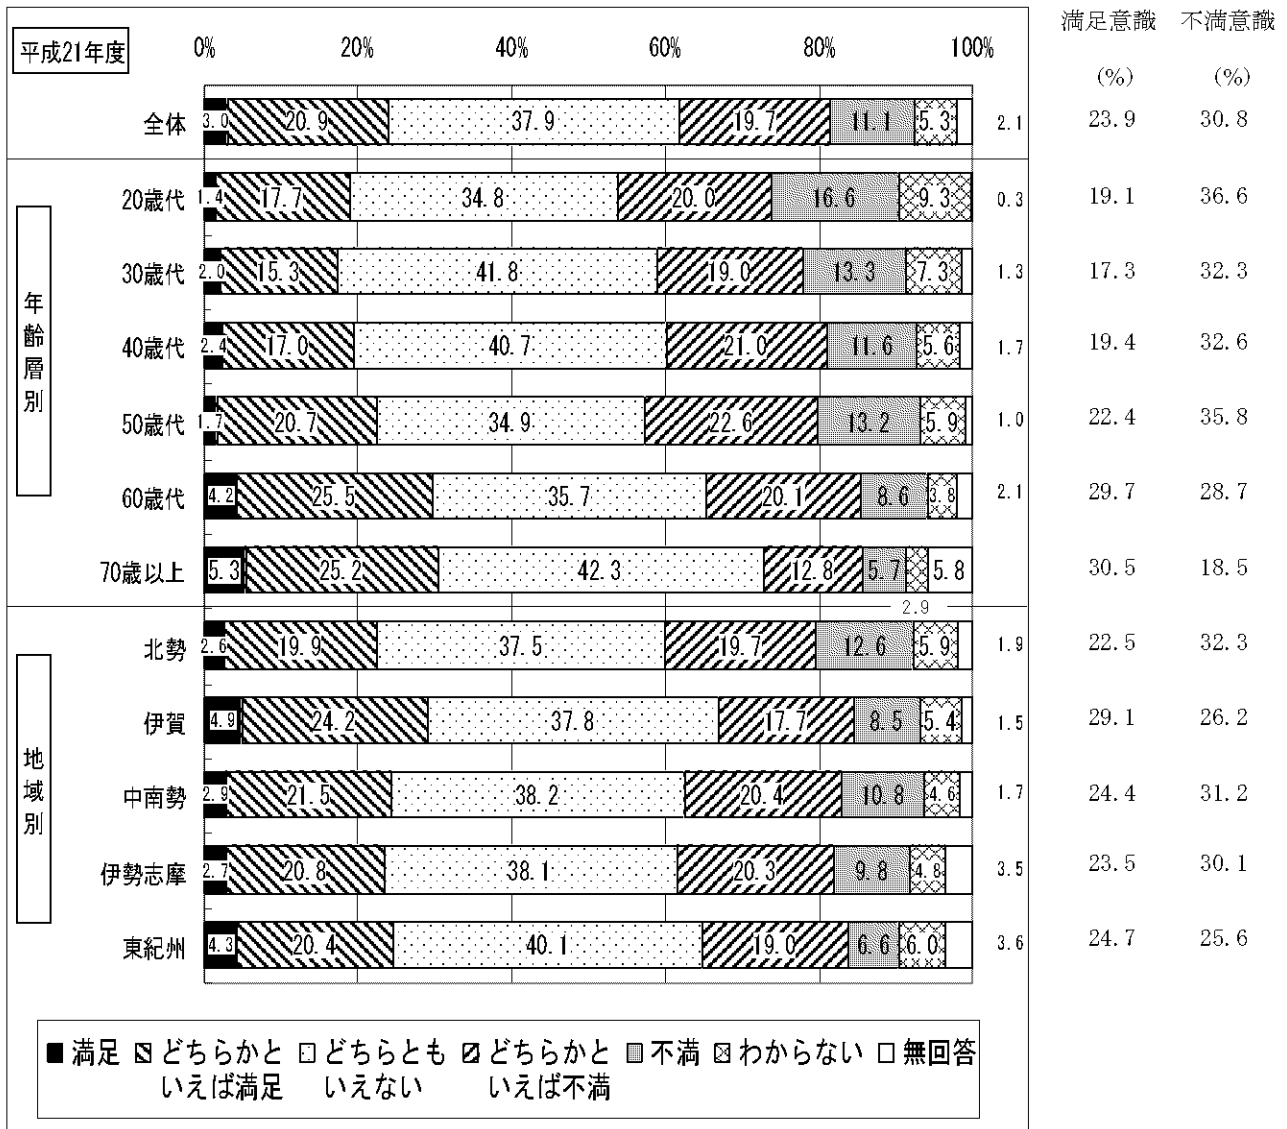 満足意識 不満意識
平成21年度 0% 20% 40% 60% 80% 100% (%) (%)
全体 3.0 20.9 37.9 19.7 11.1 5.3 2.1 23.9 30.8
年齢層別
20歳代 1.4 17.7 34.8 20.0 16.6 9.3 0.3 19.1 36.6
30歳代 2.0 15.3 41.8 19.0 13.3 7.3 1.3 17.3 32.3
40歳代 2.4 17.0 40.7 21.0 11.6 5.6 1.7 19.4 32.6
50歳代 1.7 20.7 34.9 22.6 13.2 5.9 1.0 22.4 35.8
60歳代 4.2 25.5 35.7 20.1 8.6 3.8 2.1 29.7 28.7
70歳以上 5.3 25.2 42.3 12.8 5.7 5.8 30.5 18.5
2.9
地域別
北勢 2.6 19.9 37.5 19.7 12.6 5.9 1.9 22.5 32.3
伊賀 4.9 24.2 37.8 17.7 8.5 5.4 1.5 29.1 26.2
中南勢 2.9 21.5 38.2 20.4 10.8 4.6 1.7 24.4 31.2
伊勢志摩 2.7 20.8 38.1 20.3 9.8 4.8 3.5 23.5 30.1
東紀州 4.3 20.4 40.1 19.0 6.6 6.0 3.6 24.7 25.6
満足 どちらかと どちらとも どちらかと 不満 わからない 無回答
いえば満足 いえない いえば不満